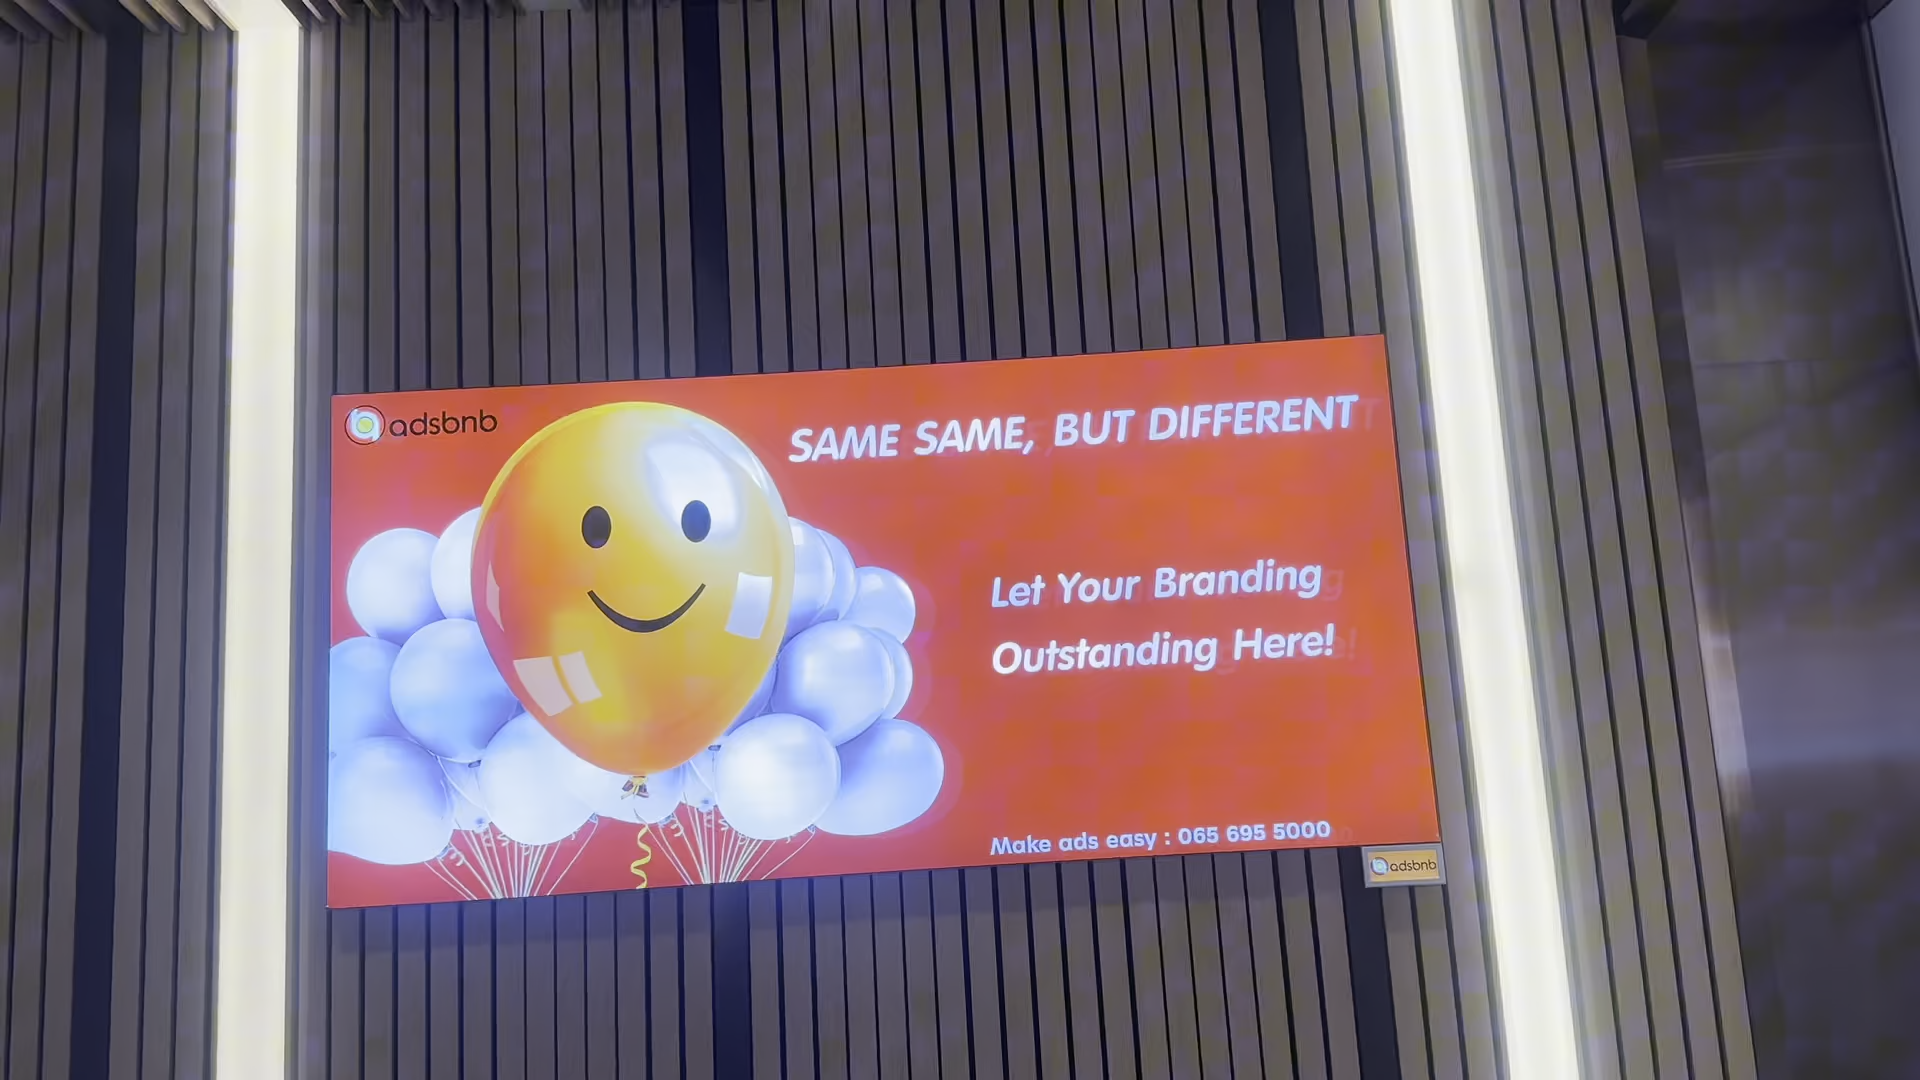 adsbnb
SAME SAME, BUT DIFFERENT
Let Your Branding
Outstanding Here!
Make ads easy : 065 695 5000
adsbnb